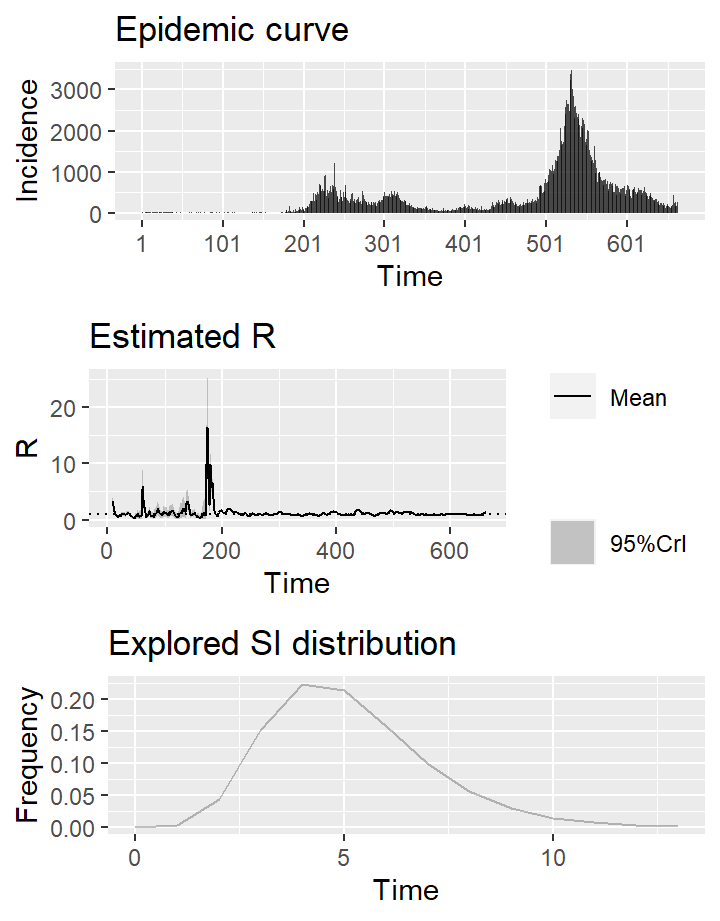 Epidemic curve
Incidence
3000
2000
1000
0
1 101 201 301 401 501 601
Time
Estimated R
R
20
10
0
0 200 400 600
Time
Mean
95%CrI
Explored SI distribution
Frequency
0.20
0.15
0.10
0.05
0.00
0 5 10
Time